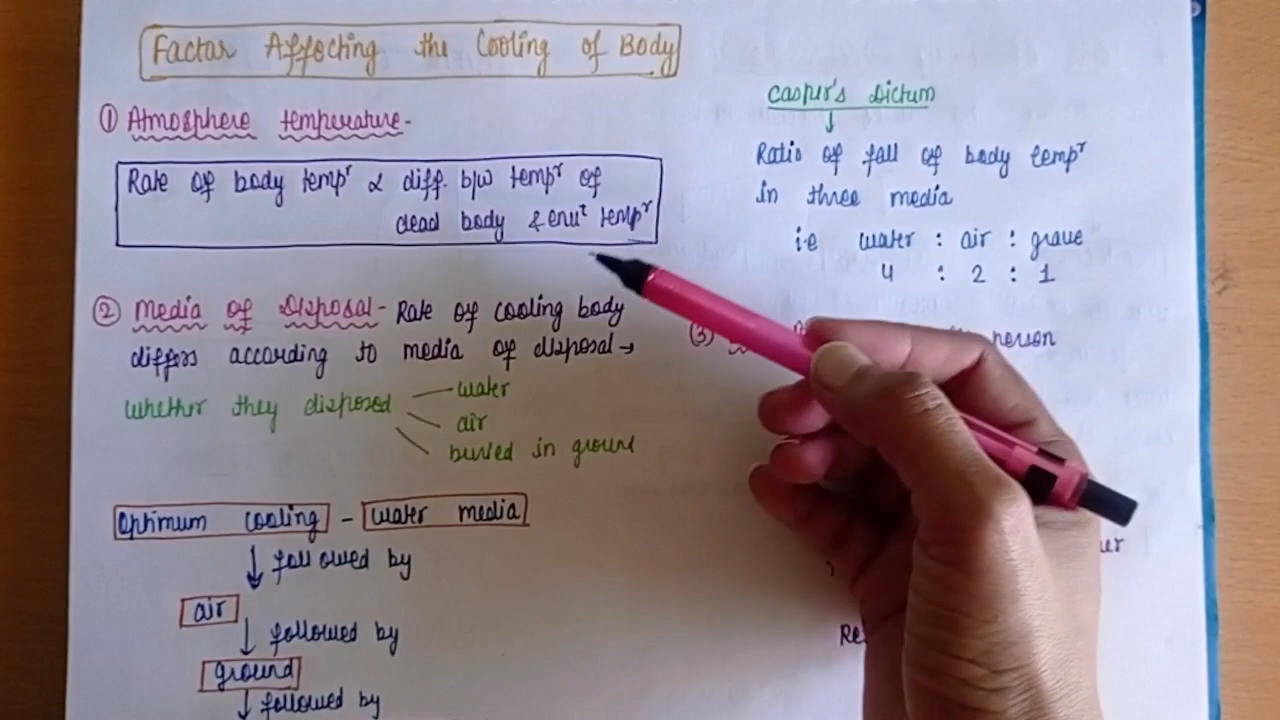 Factor Affecting the Cooling of Body
① Atmosphere temperature-
Rate of body tempr ∝ diff. b/w tempr of
dead body & envt tempr
② Media of Disposal- Rate of cooling body
differs according to media of disposal→
whether they disposed
water
air
buried in ground
Optimum cooling - water media
↓ followed by
air
↓ followed by
ground
↓ followed by
Casper's Dictum
↓
Ratio of fall of body tempr
in three media
i.e water : air : grave
4 : 2 : 1
(3) person